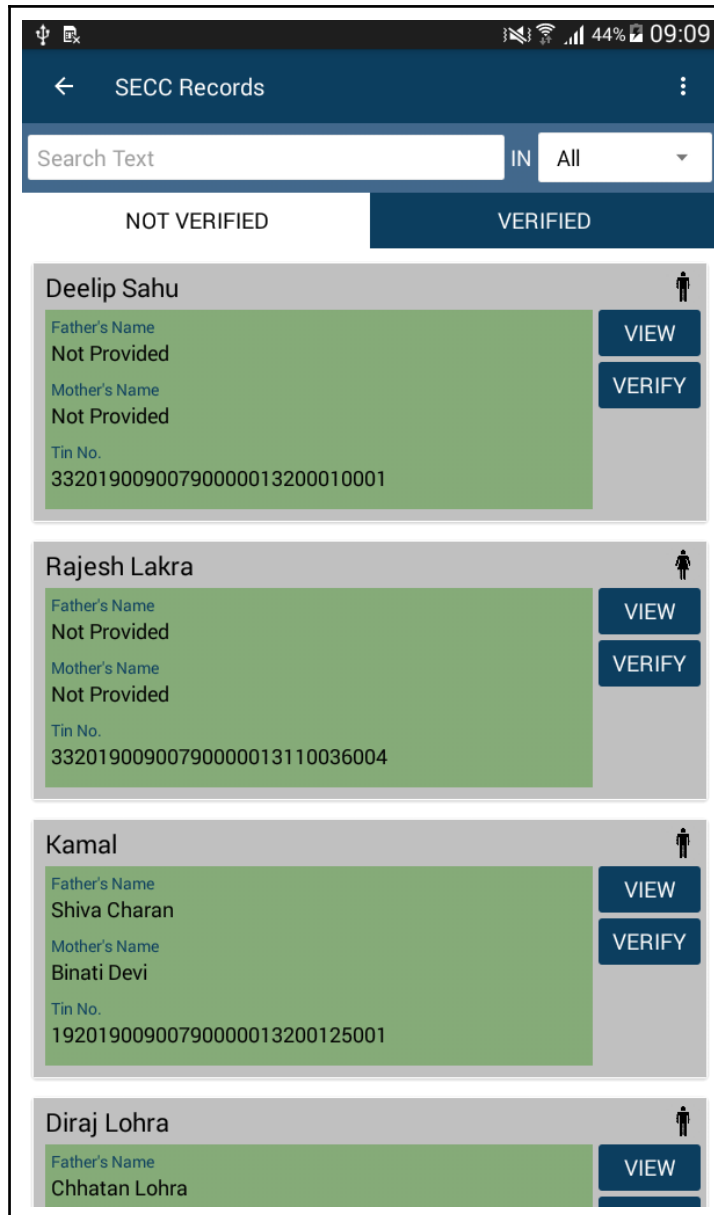 44% 09:09
SECC Records
Search Text IN All
NOT VERIFIED VERIFIED
Deelip Sahu
Father's Name
Not Provided
VIEW
Mother's Name
Not Provided
VERIFY
Tin No.
33201900900790000013200010001
Rajesh Lakra
Father's Name
Not Provided
VIEW
Mother's Name
Not Provided
VERIFY
Tin No.
33201900900790000013110036004
Kamal
Father's Name
Shiva Charan
VIEW
Mother's Name
Binati Devi
VERIFY
Tin No.
19201900900790000013200125001
Diraj Lohra
Father's Name
Chhatan Lohra
VIEW